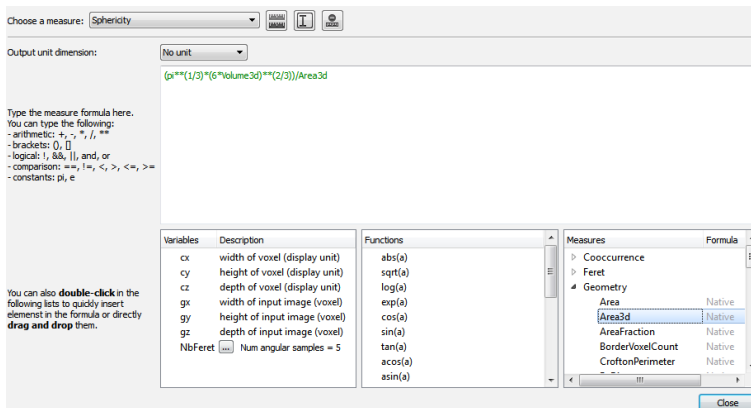 Choose a measure: Sphericity
Output unit dimension: No unit
(pi**(1/3)*(6*Volume3d)**(2/3))/Area3d
Type the measure formula here.
You can type the following:
- arithmetic: +, -, *, /, **
- brackets: (), []
- logical: !, &&, ||, and, or
- comparison: ==, !=, <, >, <=, >=
- constants: pi, e
You can also double-click in the
following lists to quickly insert
elemenst in the formula or directly
drag and drop them.
Variables Description
cx width of voxel (display unit)
cy height of voxel (display unit)
cz depth of voxel (display unit)
gx width of input image (voxel)
gy height of input image (voxel)
gz depth of input image (voxel)
NbFeret ... Num angular samples = 5
Functions
abs(a)
sqrt(a)
log(a)
exp(a)
cos(a)
sin(a)
tan(a)
acos(a)
asin(a)
Measures Formula
Cooccurrence
Feret
Geometry
Area Native
Area3d Native
AreaFraction Native
BorderVoxelCount Native
CroftonPerimeter Native
Close